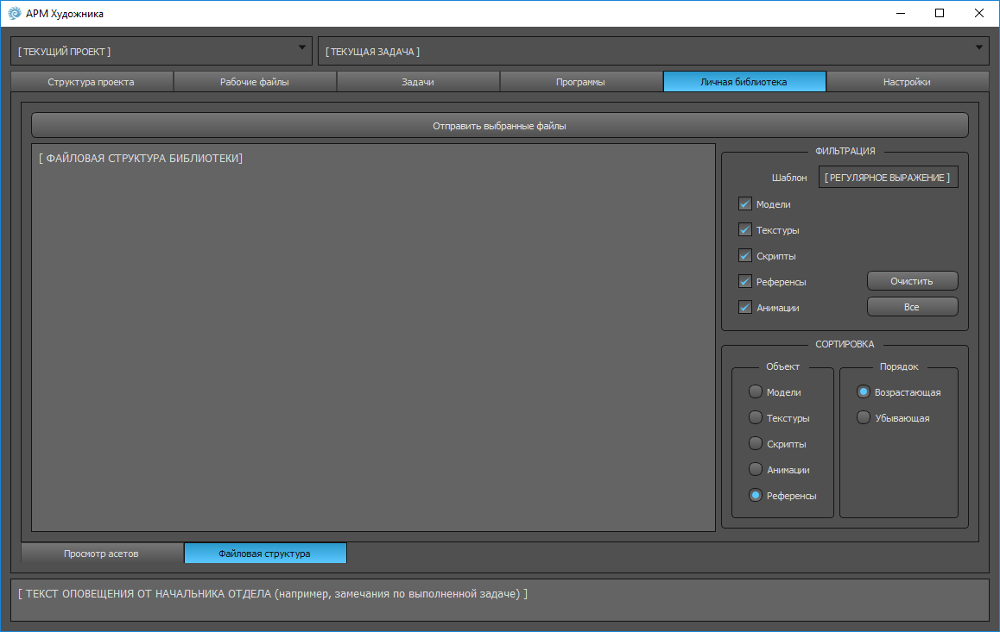 АРМ Художника
[ ТЕКУЩИЙ ПРОЕКТ ]
[ ТЕКУЩАЯ ЗАДАЧА ]
Структура проекта
Рабочие файлы
Задачи
Программы
Личная библиотека
Настройки
Отправить выбранные файлы
[ ФАЙЛОВАЯ СТРУКТУРА БИБЛИОТЕКИ]
ФИЛЬТРАЦИЯ
Шаблон
[ РЕГУЛЯРНОЕ ВЫРАЖЕНИЕ ]
Модели
Текстуры
Скрипты
Референсы
Очистить
Анимации
Все
СОРТИРОВКА
Объект
Модели
Текстуры
Скрипты
Анимации
Референсы
Порядок
Возрастающая
Убывающая
Просмотр асетов
Файловая структура
[ ТЕКСТ ОПОВЕЩЕНИЯ ОТ НАЧАЛЬНИКА ОТДЕЛА (например, замечания по выполненной задаче) ]